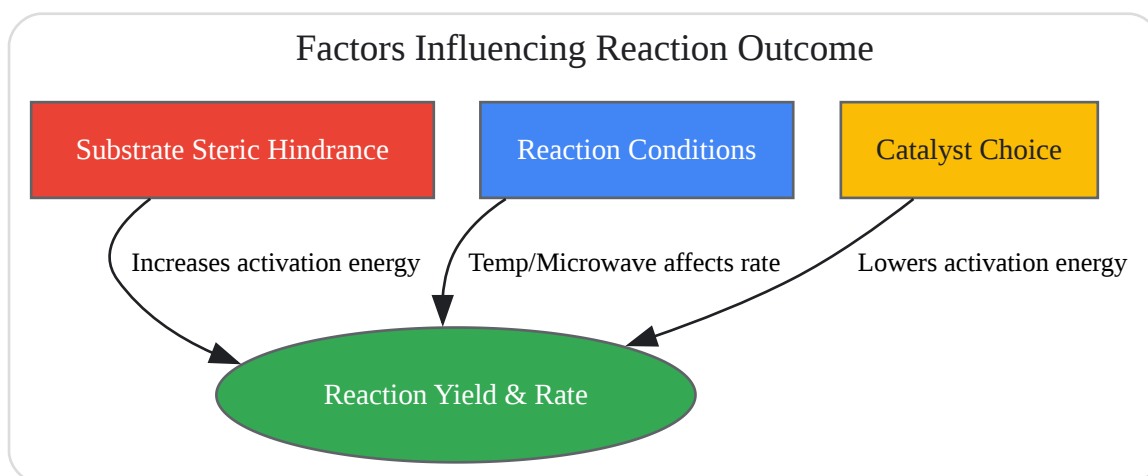 Factors Influencing Reaction Outcome
Substrate Steric Hindrance
Reaction Conditions
Catalyst Choice
Increases activation energy
Temp/Microwave affects rate
Lowers activation energy
Reaction Yield & Rate